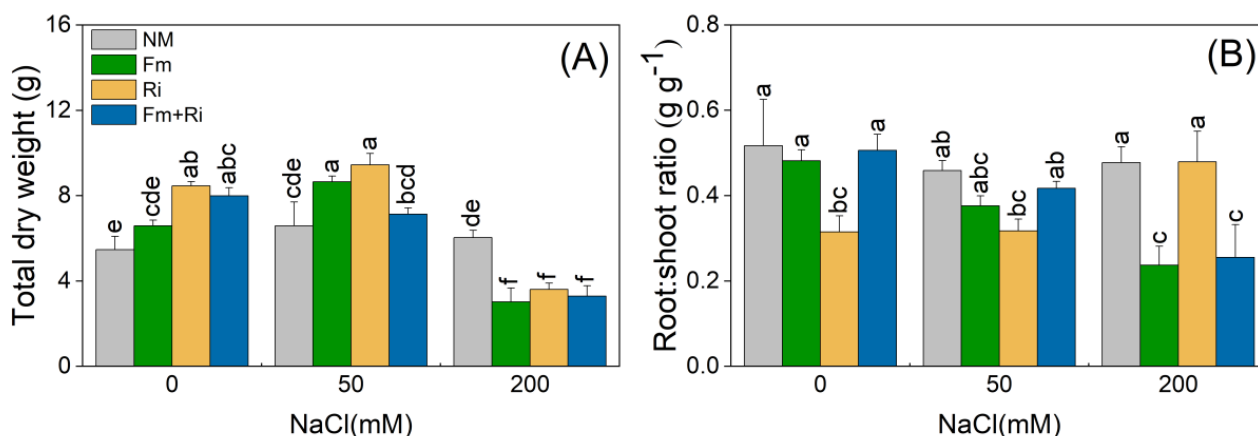 (A)
Total dry weight (g)
16
12
8
4
0
NM
Fm
Ri
Fm+Ri
e
cde
ab
abc
cde
a
a
bcd
de
f
f
f
0
50
200
NaCl(mM)
(B)
Root:shoot ratio (g g⁻¹)
0.8
0.6
0.4
0.2
0.0
a
a
bc
a
ab
abc
bc
ab
a
c
a
c
0
50
200
NaCl(mM)